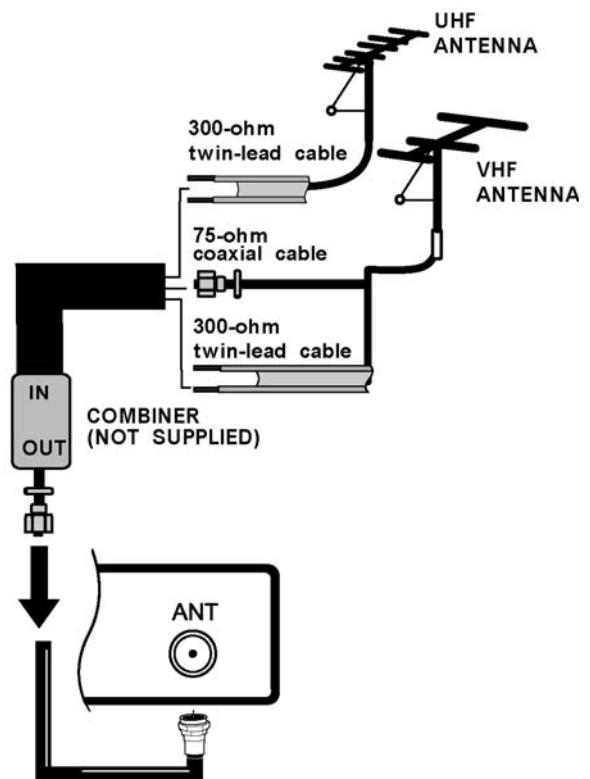 UHF
ANTENNA
300-ohm
twin-lead cable
VHF
ANTENNA
75-ohm
coaxial cable
300-ohm
twin-lead cable
IN
OUT
COMBINER
(NOT SUPPLIED)
ANT